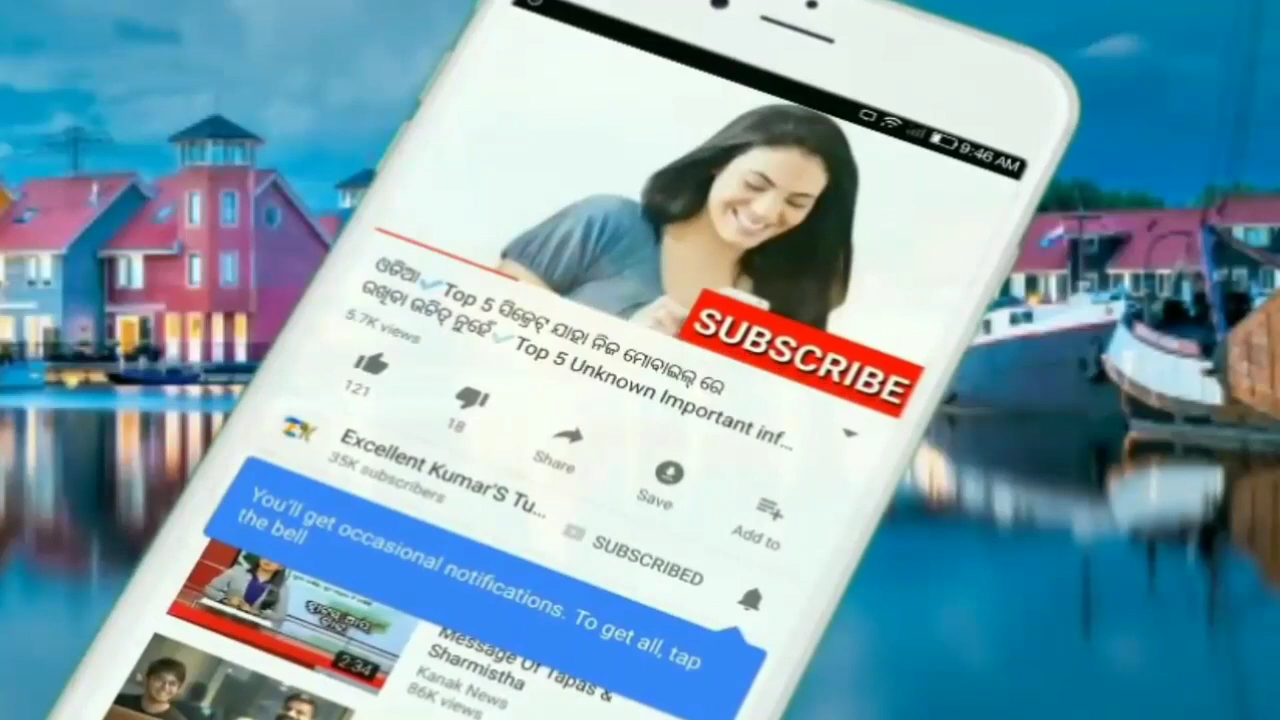 9:46 AM
SUBSCRIBE
ଓଡିଆ✔Top 5 ସିକ୍ରେଟ୍ ଯାହା ନିଜ ମୋବାଇଲ୍ ରେ
ରଖିବା ଉଚିତ୍ ନୁହେଁ✔Top 5 Unknown Important inf...
5.7K views
121
18
Share
Save
Add to
Excellent Kumar'S Tu...
35K subscribers
SUBSCRIBED
You'll get occasional notifications. To get all, tap
the bell
2:34
Message Of Tapas &
Sharmistha
Kanak News
86K views